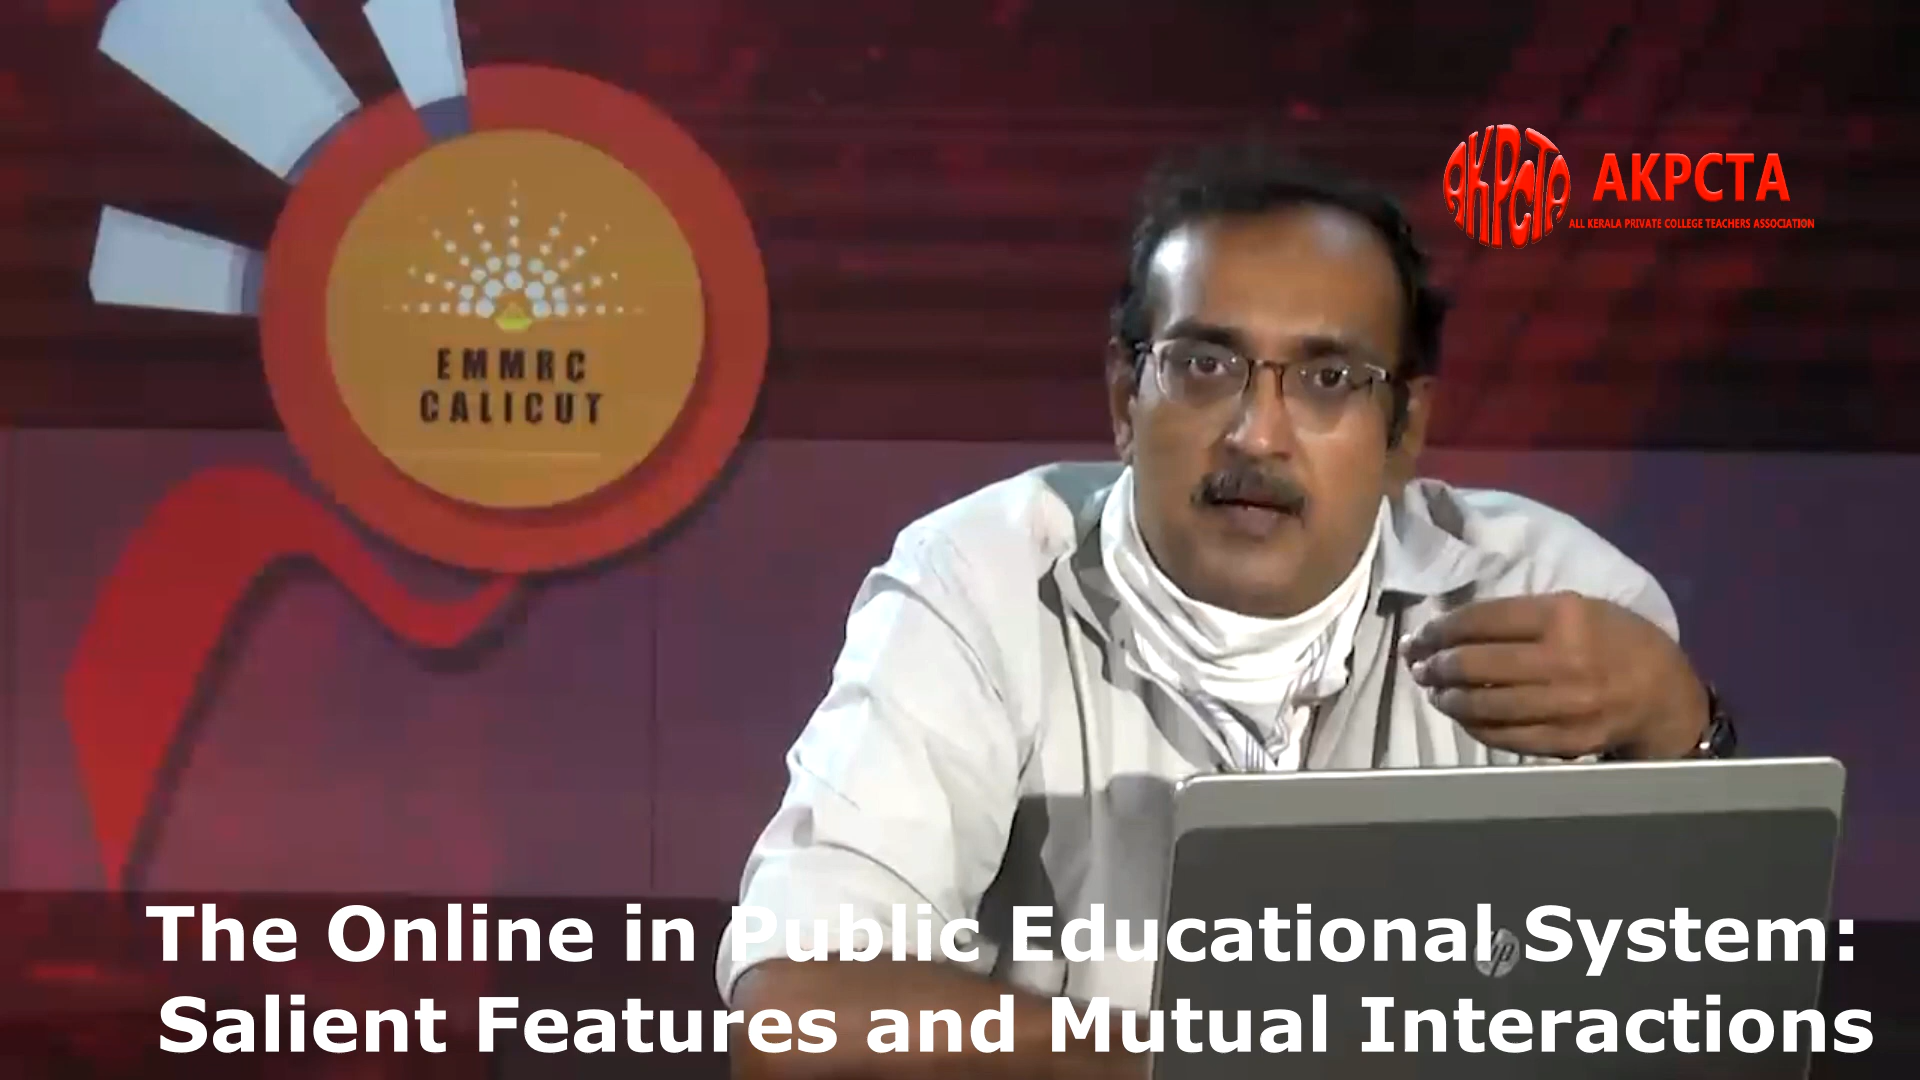 EMMRC
CALICUT
AKPCTA
AKPCTA
ALL KERALA PRIVATE COLLEGE TEACHERS ASSOCIATION
hp
The Online in Public Educational System:
Salient Features and Mutual Interactions